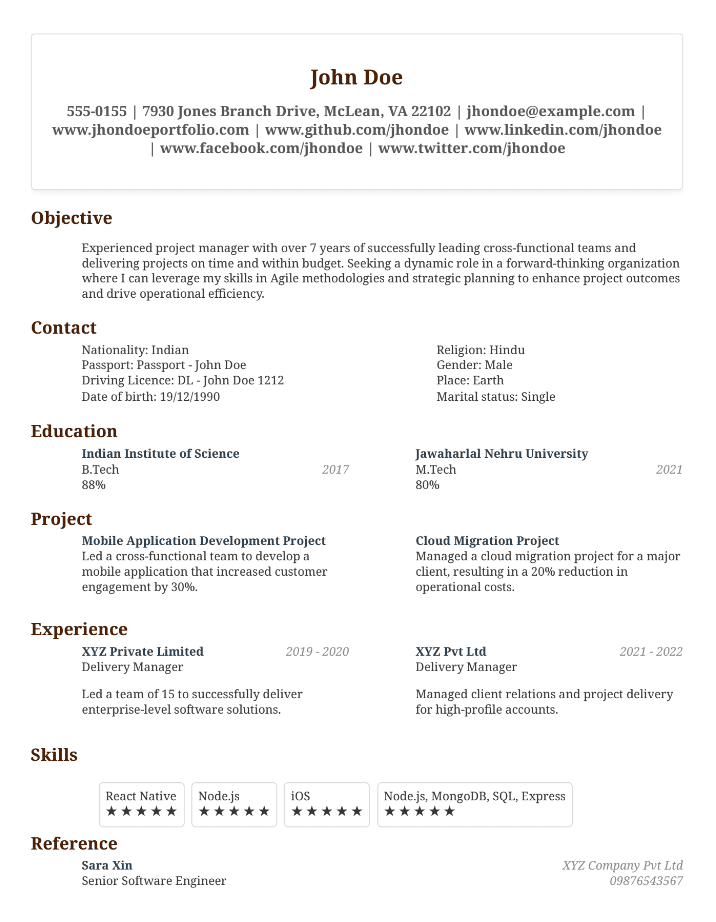 John Doe
555-0155 | 7930 Jones Branch Drive, McLean, VA 22102 | jhondoe@example.com |
www.jhondoeportfolio.com | www.github.com/jhondoe | www.linkedin.com/jhondoe
| www.facebook.com/jhondoe | www.twitter.com/jhondoe
Objective
Experienced project manager with over 7 years of successfully leading cross-functional teams and
delivering projects on time and within budget. Seeking a dynamic role in a forward-thinking organization
where I can leverage my skills in Agile methodologies and strategic planning to enhance project outcomes
and drive operational efficiency.
Contact
Nationality: Indian
Passport: Passport - John Doe
Driving Licence: DL - John Doe 1212
Date of birth: 19/12/1990
Religion: Hindu
Gender: Male
Place: Earth
Marital status: Single
Education
Indian Institute of Science
B.Tech 2017
88%
Jawaharlal Nehru University
M.Tech 2021
80%
Project
Mobile Application Development Project
Led a cross-functional team to develop a
mobile application that increased customer
engagement by 30%.
Cloud Migration Project
Managed a cloud migration project for a major
client, resulting in a 20% reduction in
operational costs.
Experience
XYZ Private Limited 2019 - 2020
Delivery Manager
Led a team of 15 to successfully deliver
enterprise-level software solutions.
XYZ Pvt Ltd 2021 - 2022
Delivery Manager
Managed client relations and project delivery
for high-profile accounts.
Skills
React Native
★★★★★
Node.js
★★★★★
iOS
★★★★★
Node.js, MongoDB, SQL, Express
★★★★★
Reference
Sara Xin XYZ Company Pvt Ltd
Senior Software Engineer 09876543567